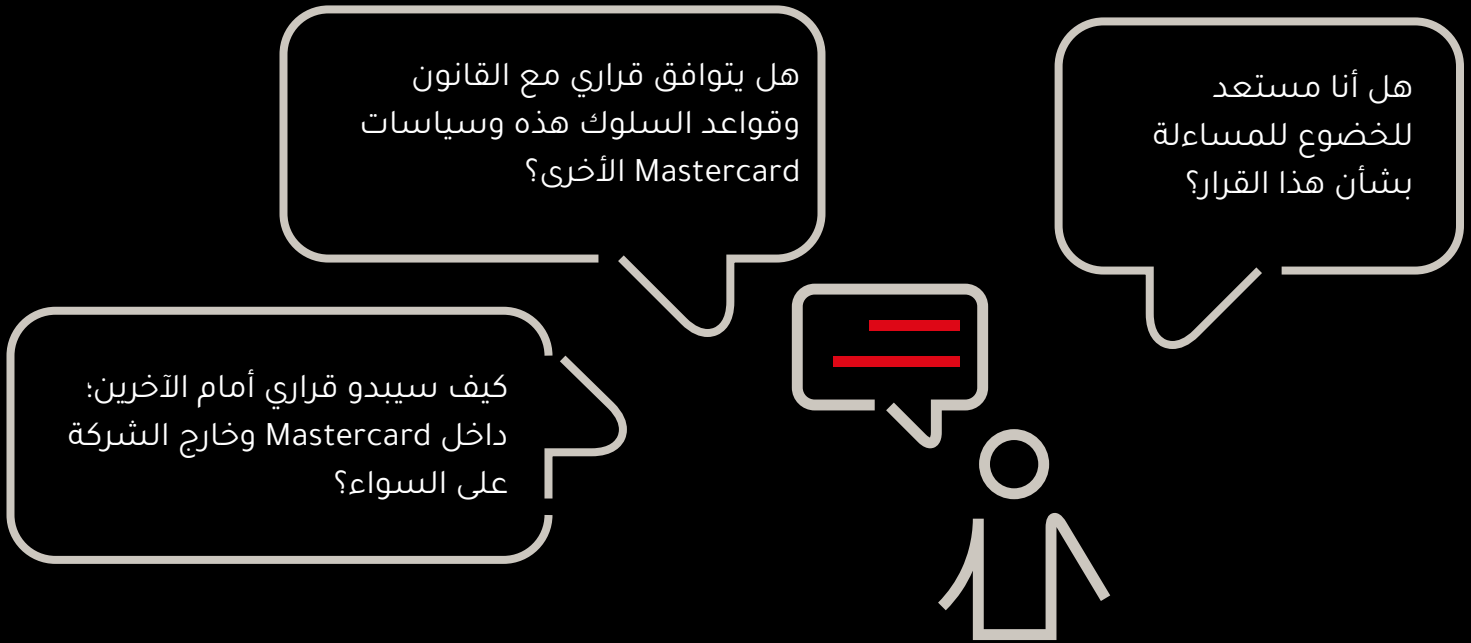 هل أنا مستعد
للخضوع للمساءلة
بشأن هذا القرار؟
هل يتوافق قراري مع القانون
وقواعد السلوك هذه وسياسات
Mastercard الأخرى؟
كيف سيبدو قراري أمام الآخرين؛
داخل Mastercard وخارج الشركة
على السواء؟